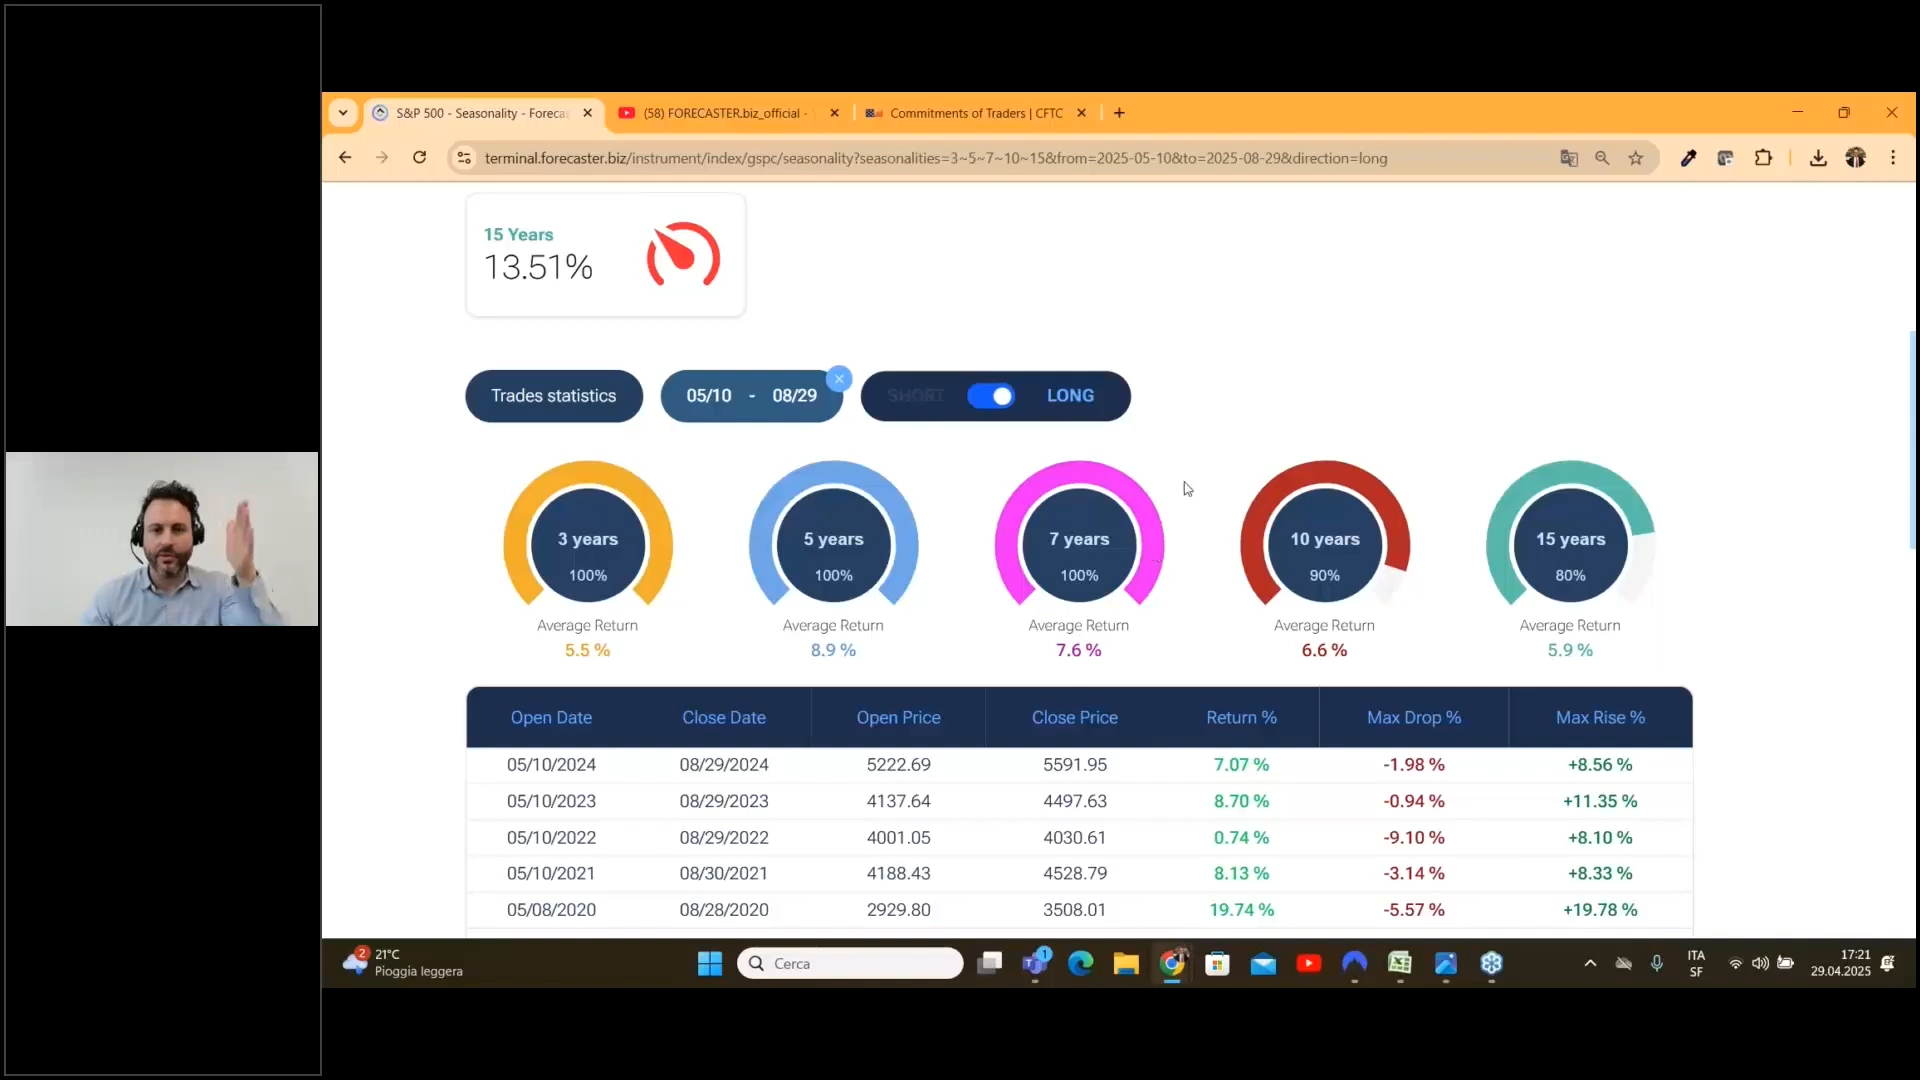 S&P 500 - Seasonality - Foreca
(58) FORECASTER.biz_official -
Commitments of Traders | CFTC
terminal.forecaster.biz/instrument/index/gspc/seasonality?seasonalities=3~5~7~10~15&from=2025-05-10&to=2025-08-29&direction=long
15 Years
13.51%
Trades statistics
05/10 - 08/29
SHORT LONG
3 years
100%
Average Return
5.5 %
5 years
100%
Average Return
8.9 %
7 years
100%
Average Return
7.6 %
10 years
90%
Average Return
6.6 %
15 years
80%
Average Return
5.9 %
Open Date Close Date Open Price Close Price Return % Max Drop % Max Rise %
05/10/2024 08/29/2024 5222.69 5591.95 7.07 % -1.98 % +8.56 %
05/10/2023 08/29/2023 4137.64 4497.63 8.70 % -0.94 % +11.35 %
05/10/2022 08/29/2022 4001.05 4030.61 0.74 % -9.10 % +8.10 %
05/10/2021 08/30/2021 4188.43 4528.79 8.13 % -3.14 % +8.33 %
05/08/2020 08/28/2020 2929.80 3508.01 19.74 % -5.57 % +19.78 %
2
21°C
Pioggia leggera
Cerca
1
ITA
SF
17:21
29.04.2025